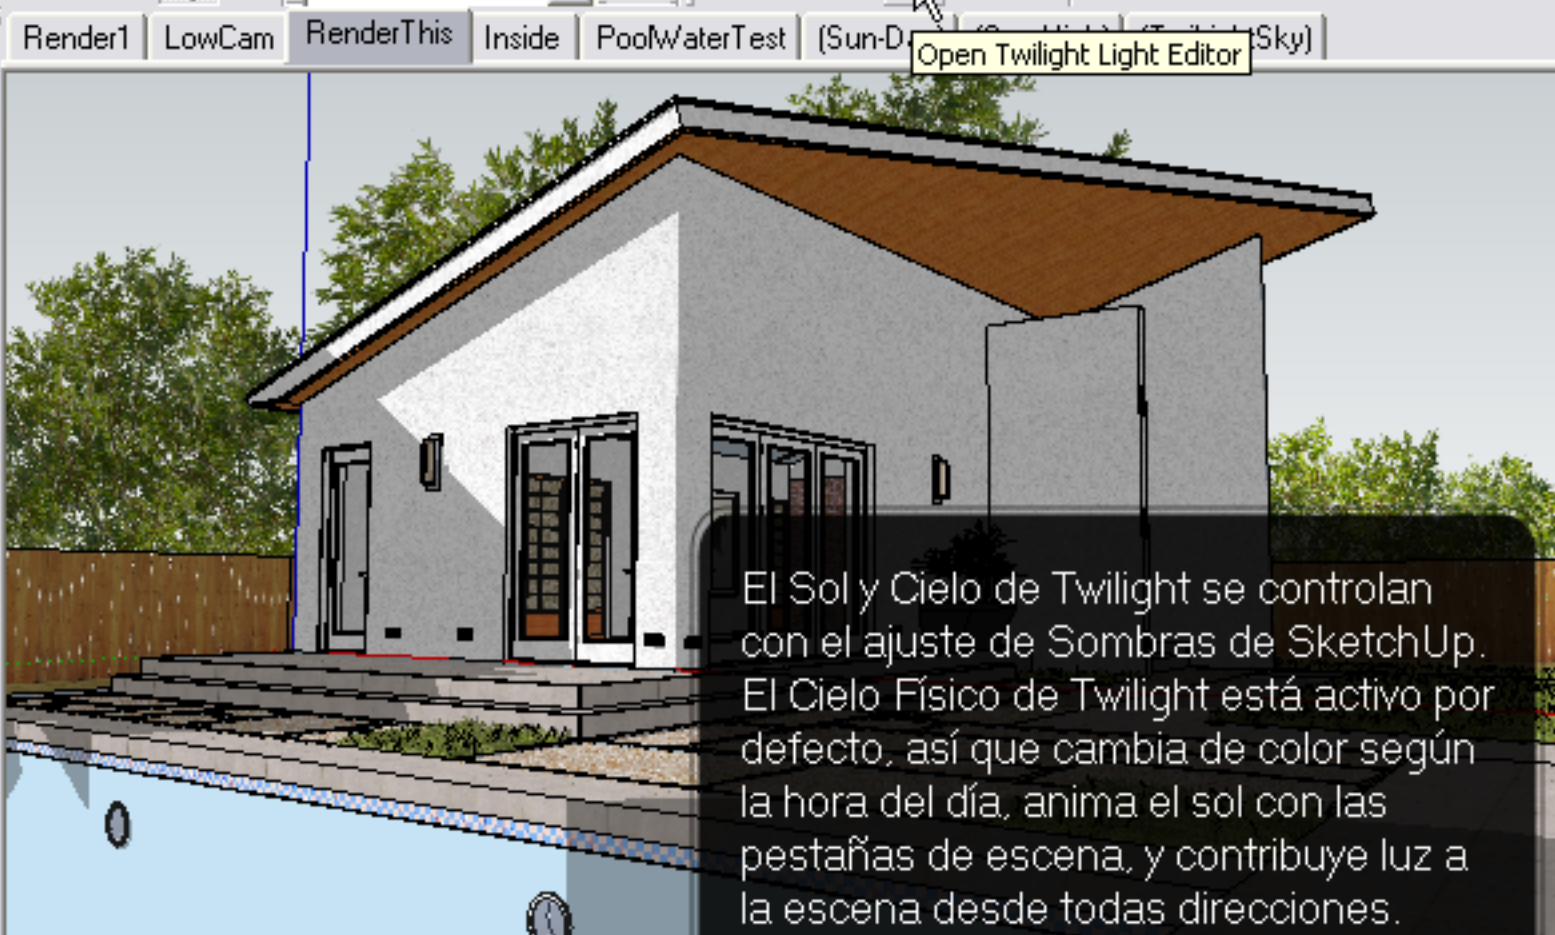 Render1 LowCam RenderThis Inside PoolWaterTest (Sun-D Sky)
Open Twilight Light Editor
El Sol y Cielo de Twilight se controlan
con el ajuste de Sombras de SketchUp.
El Cielo Físico de Twilight está activo por
defecto, así que cambia de color según
la hora del día, anima el sol con las
pestañas de escena, y contribuye luz a
la escena desde todas direcciones.